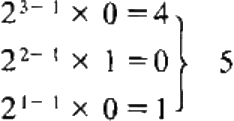 2³⁻¹ × 0 = 4
2²⁻¹ × 1 = 0 } 5
2¹⁻¹ × 0 = 1